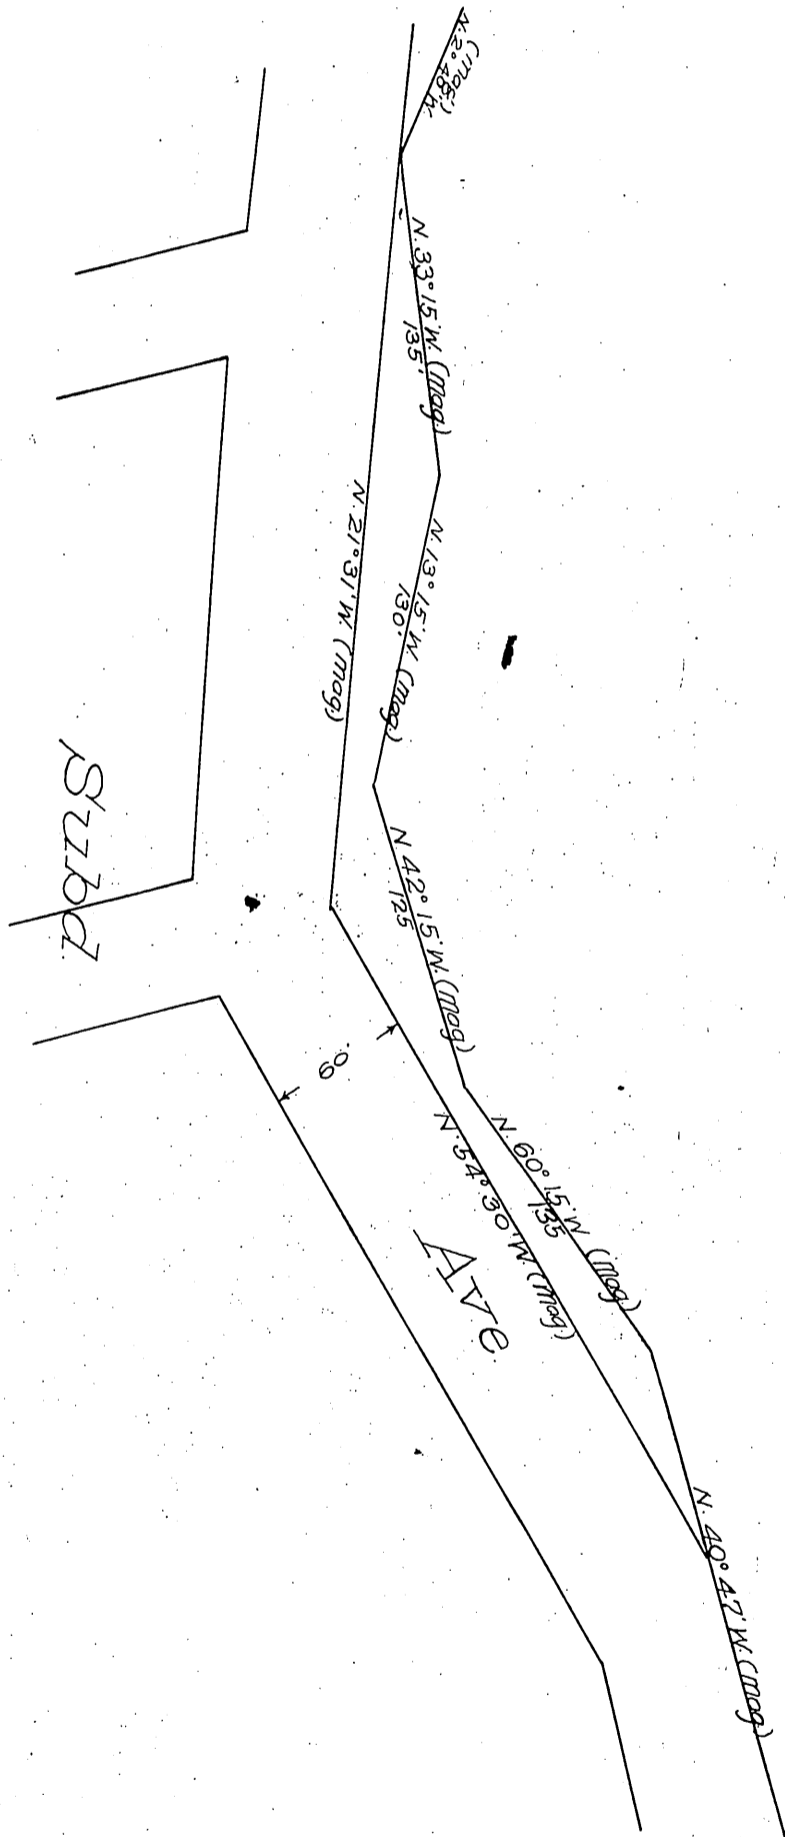 N. 2° 48' W.
(mag.)
N. 33° 15' W. (mag.)
135'
N. 13° 15' W. (mag.)
130'
N. 21° 31' W. (mag.)
N. 42° 15' W. (mag)
125
N. 60° 15' W. (mag.)
135
N. 54° 30' W. (mag)
60'
N. 40° 47' W. (mag)
Subd.
Ave.